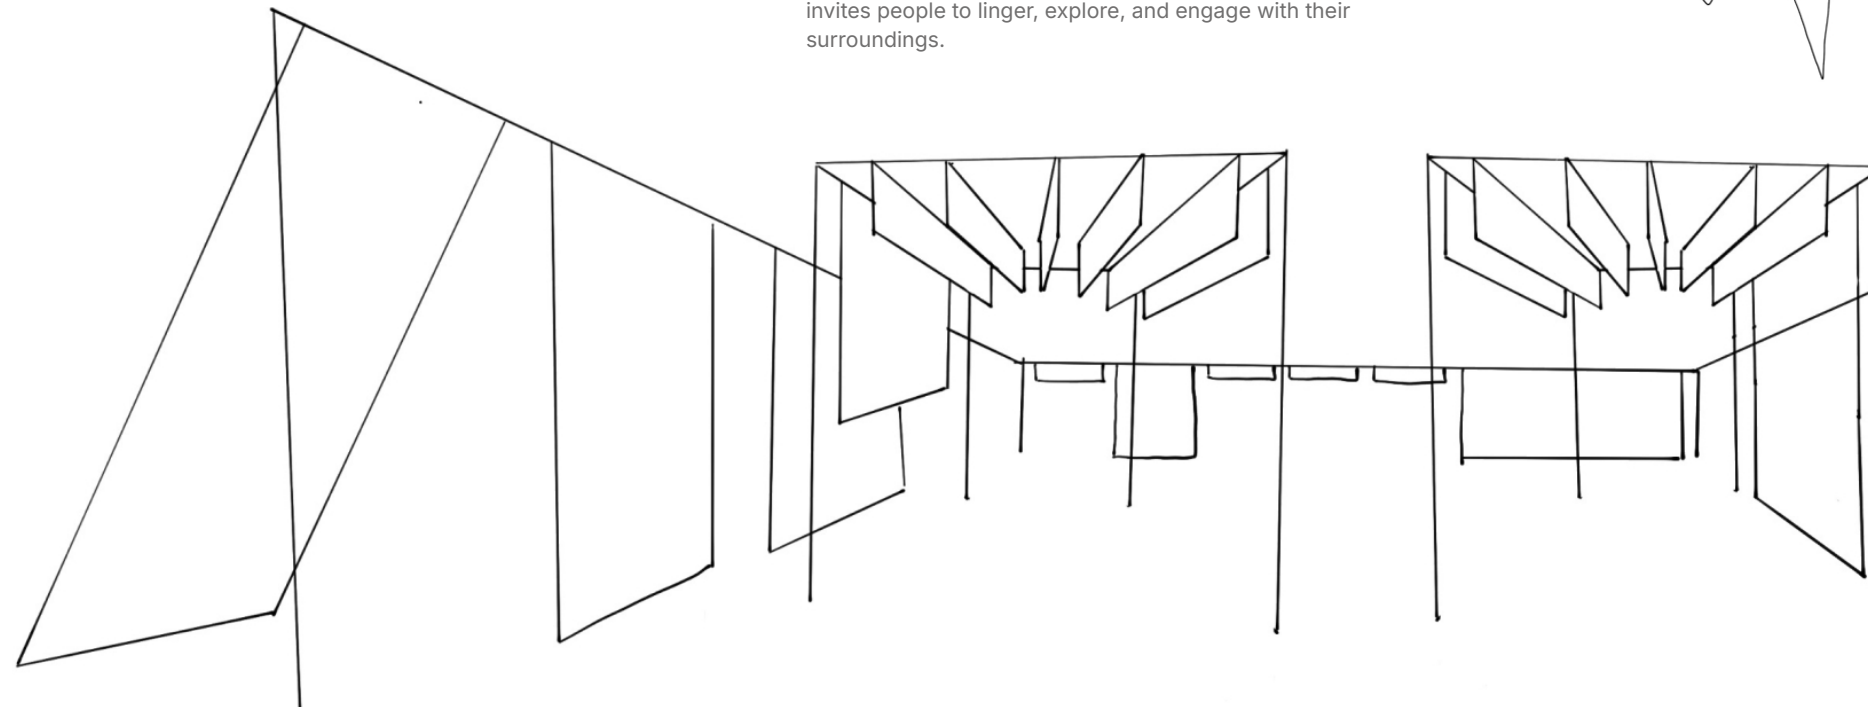 invites people to linger, explore, and engage with their
surroundings.